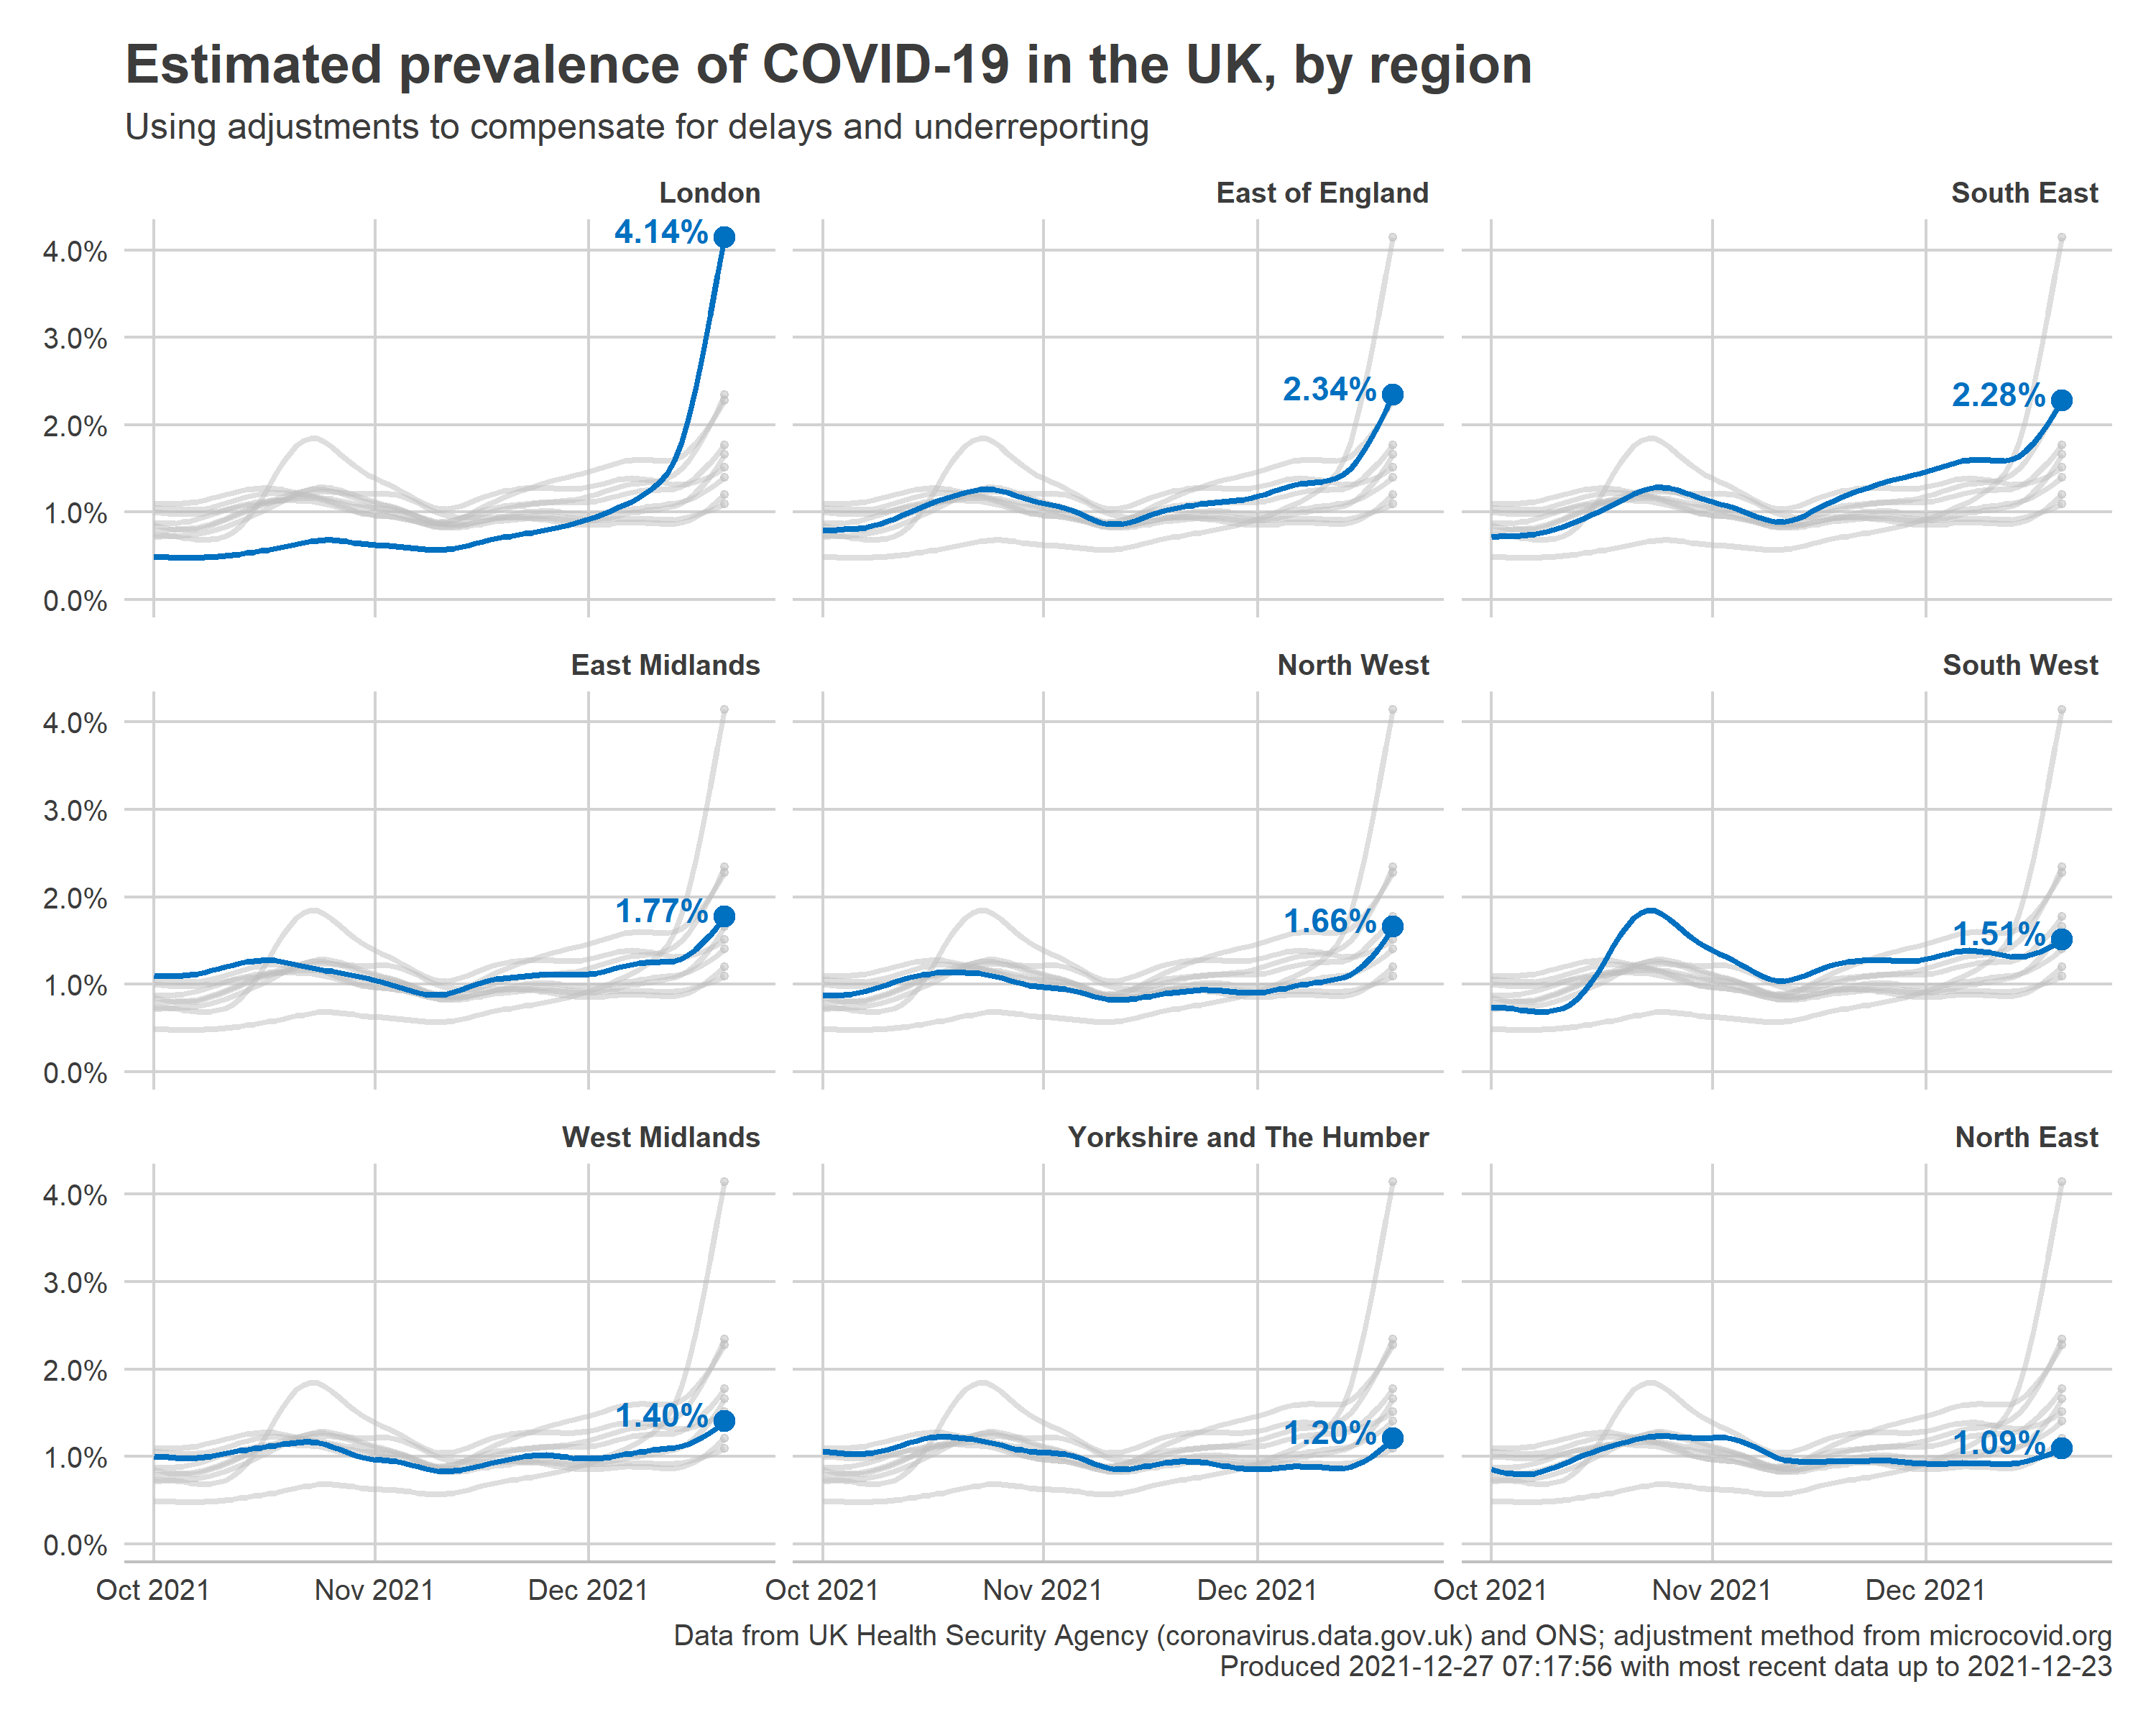 Estimated prevalence of COVID-19 in the UK, by region
Using adjustments to compensate for delays and underreporting
London
East of England
South East
4.0%
3.0%
2.0%
1.0%
0.0%
4.14%
2.34%
2.28%
East Midlands
North West
South West
4.0%
3.0%
2.0%
1.0%
0.0%
1.77%
1.66%
1.51%
West Midlands
Yorkshire and The Humber
North East
4.0%
3.0%
2.0%
1.0%
0.0%
1.40%
1.20%
1.09%
Oct 2021 Nov 2021 Dec 2021 Oct 2021 Nov 2021 Dec 2021 Oct 2021 Nov 2021 Dec 2021
Data from UK Health Security Agency (coronavirus.data.gov.uk) and ONS; adjustment method from microcovid.org
Produced 2021-12-27 07:17:56 with most recent data up to 2021-12-23